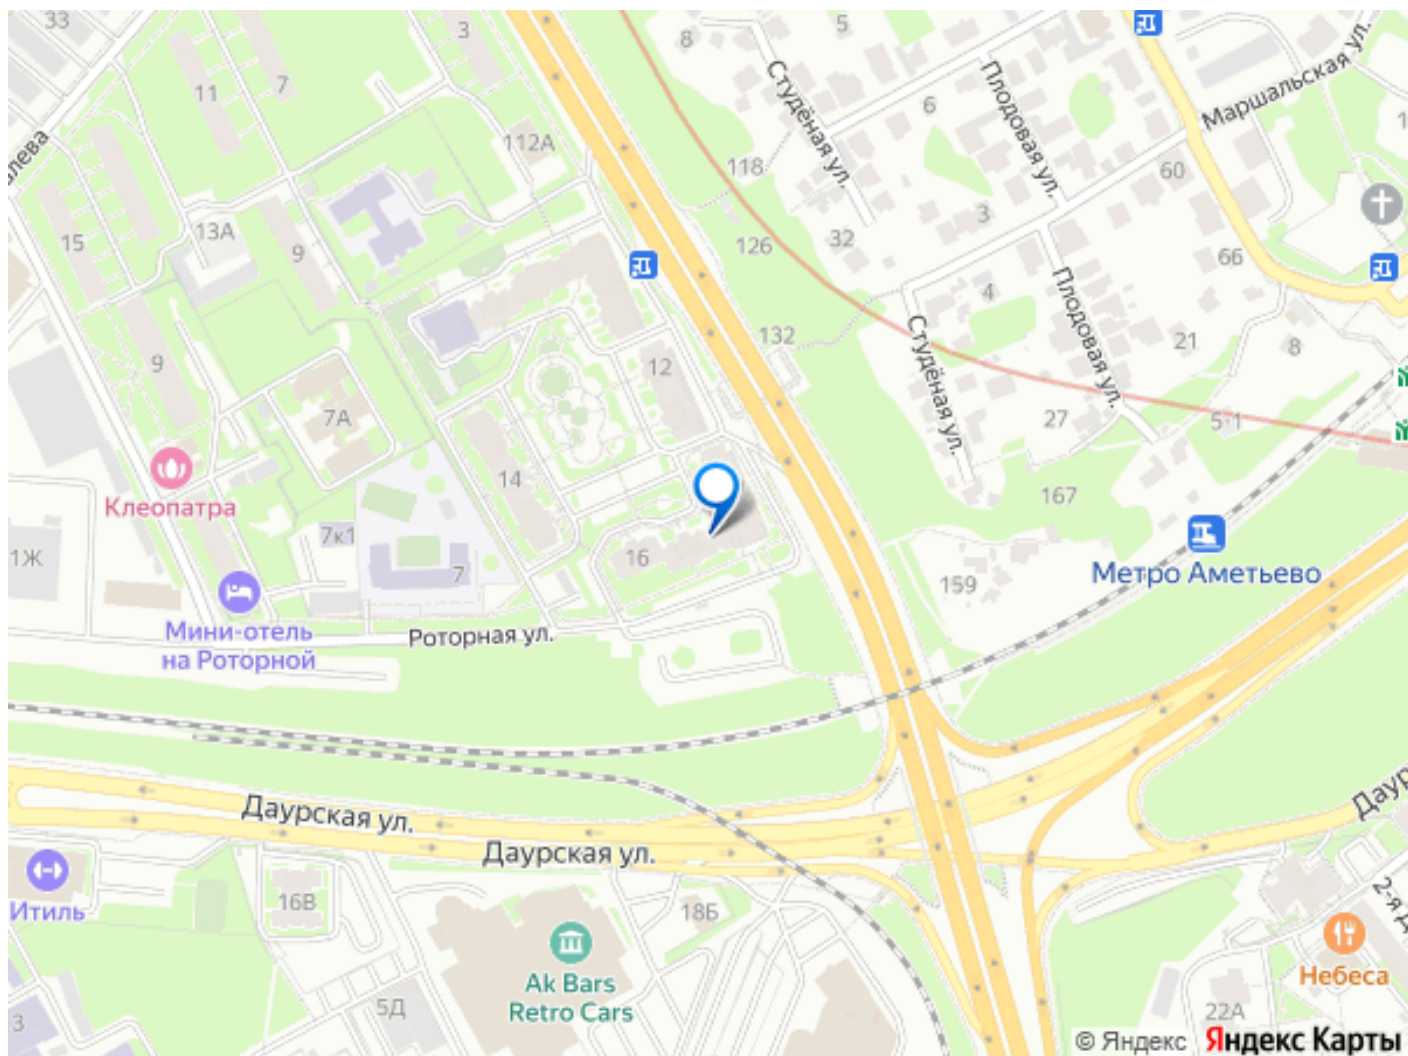 33
3
8
5
11
7
Студёная ул.
Плодовая ул.
6
Маршальская ул.
112А
118
60
15
13А
9
126
32
3
66
4
Плодовая ул.
9
12
132
Студёная ул.
21
8
7А
27
5-1
14
Клеопатра
167
7к1
16
1Ж
7
159
Метро Аметьево
Мини-отель
на Роторной
Роторная ул.
Даурская ул.
Даурская ул.
16В
18Б
Итиль
Ak Bars
Retro Cars
Небеса
5Д
3
22А
© Яндекс Яндекс Карты